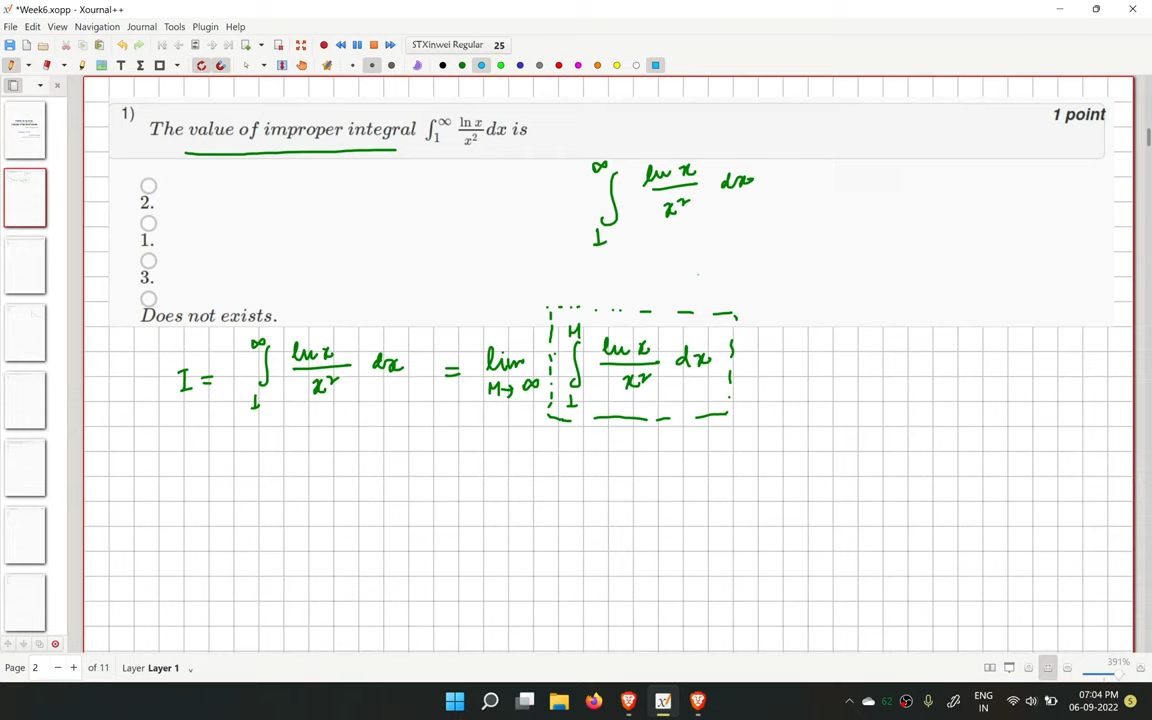 *Week6.xopp - Xournal++
File Edit View Navigation Journal Tools Plugin Help
STXinwei Regular 25
1) The value of improper integral ∫₁^∞ ln x / x² dx is
1 point
∫₁^∞ ln x / x² dx
2.
1.
3.
Does not exists.
I = ∫₁^∞ ln x / x² dx = lim M→∞ ∫₁^M ln x / x² dx
Page 2 of 11 Layer Layer 1
391%
62 ENG IN 07:04 PM 06-09-2022 5